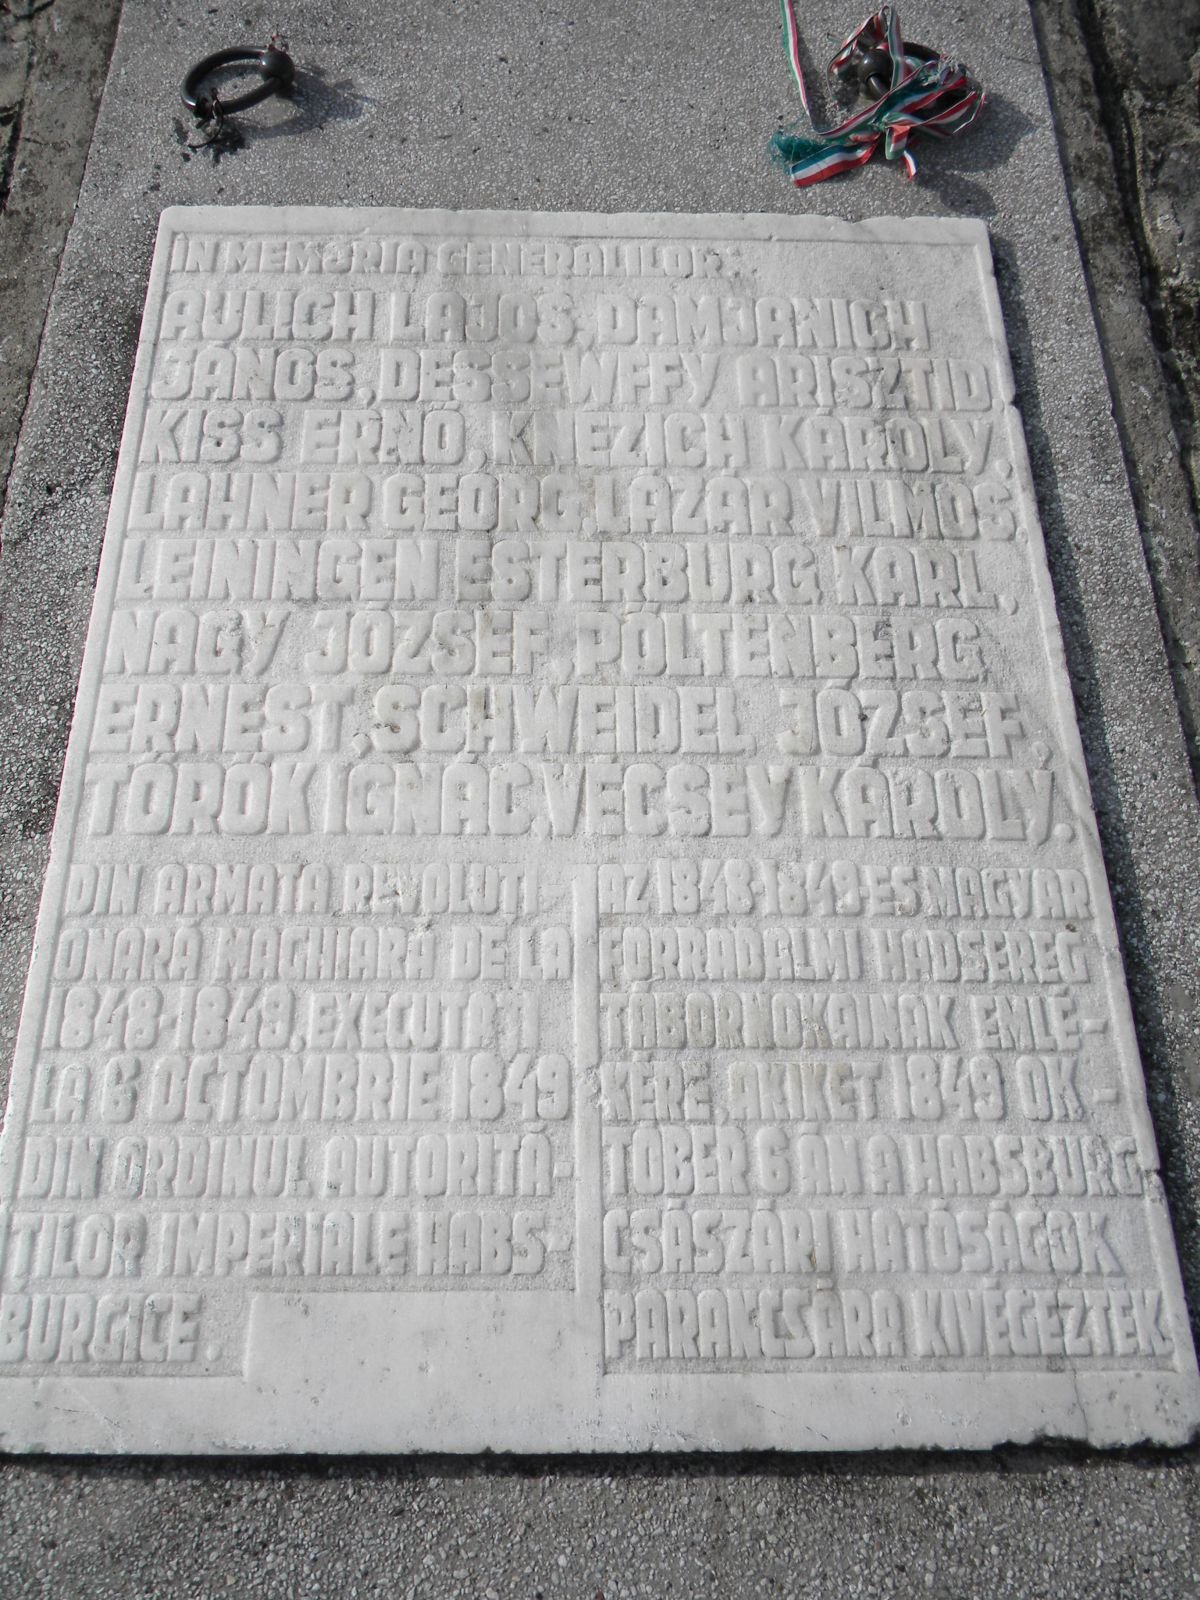 ÎN MEMORIA GENERALILOR:
AULICH LAJOS, DAMJANICH
JÁNOS, DESSEWFFY ARISZTID,
KISS ERNŐ, KNEZICH KÁROLY,
LAHNER GEORG, LÁZÁR VILMOS,
LEININGEN ESTERBURG KARL,
NAGY JÓZSEF, PÖLTENBERG
ERNEST, SCHWEIDEL JÓZSEF,
TÖRÖK IGNÁC, VÉCSEY KÁROLY.
DIN ARMATA REVOLUŢI-
ONARĂ MAGHIARĂ DE LA
1848-1849, EXECUTAŢI
LA 6 OCTOMBRIE 1849
DIN ORDINUL AUTORITĂ-
ŢILOR IMPERIALE HABS-
BURGICE.
AZ 1848-1849-ES MAGYAR
FORRADALMI HADSEREG
TÁBORNOKAINAK EMLÉ-
KÉRE, AKIKET 1849 OK-
TÓBER 6 ÁN A HABSBURG
CSÁSZÁRI HATÓSÁGOK
PARANCSÁRA KIVÉGEZTEK.